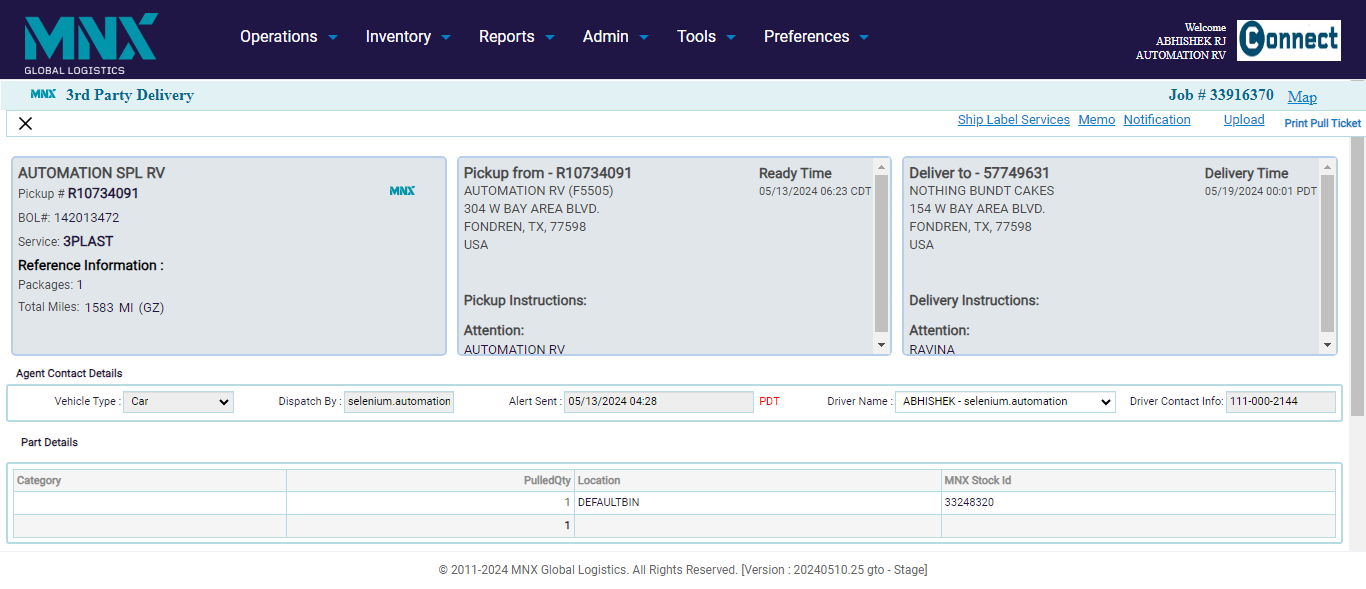 MNX
GLOBAL LOGISTICS
Operations Inventory Reports Admin Tools Preferences
Welcome
ABHISHEK RJ
AUTOMATION RV
Connect
MNX 3rd Party Delivery Job # 33916370 Map
Ship Label Services Memo Notification Upload Print Pull Ticket
AUTOMATION SPL RV
Pickup # R10734091
MNX
BOL#: 142013472
Service: 3PLAST
Reference Information :
Packages: 1
Total Miles: 1583 MI (GZ)
Pickup from - R10734091 Ready Time
AUTOMATION RV (F5505) 05/13/2024 06:23 CDT
304 W BAY AREA BLVD.
FONDREN, TX, 77598
USA
Pickup Instructions:
Attention:
AUTOMATION RV
Deliver to - 57749631 Delivery Time
NOTHING BUNDT CAKES 05/19/2024 00:01 PDT
154 W BAY AREA BLVD.
FONDREN, TX, 77598
USA
Delivery Instructions:
Attention:
RAVINA
Agent Contact Details
Vehicle Type : Car Dispatch By : selenium.automation Alert Sent : 05/13/2024 04:28 PDT Driver Name : ABHISHEK - selenium.automation Driver Contact Info: 111-000-2144
Part Details
Category PulledQty Location MNX Stock Id
1 DEFAULTBIN 33248320
1
© 2011-2024 MNX Global Logistics. All Rights Reserved. [Version : 20240510.25 gto - Stage]